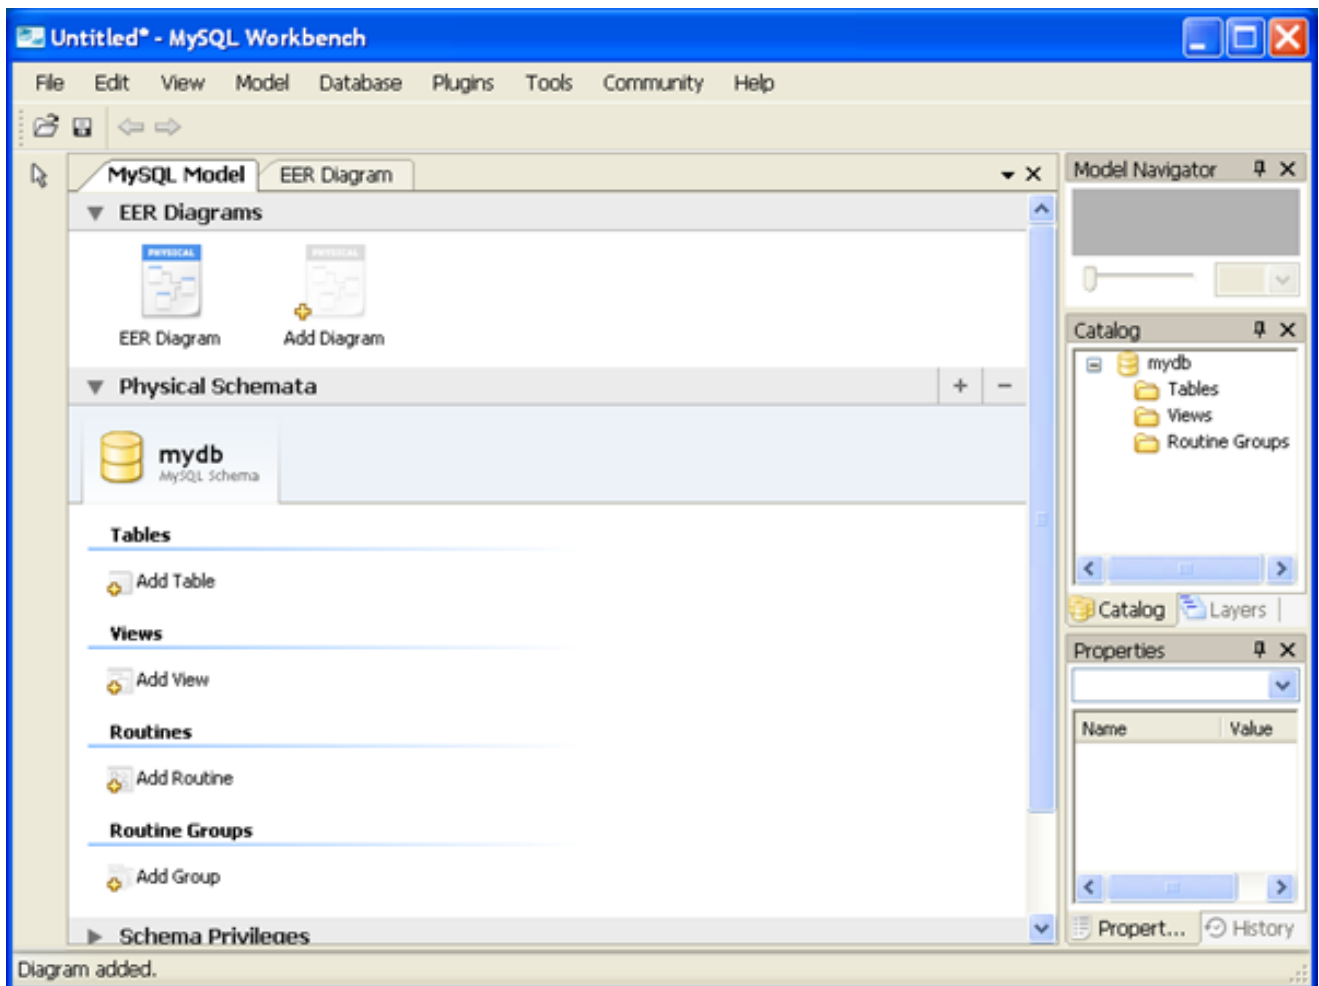 Untitled* - MySQL Workbench
File Edit View Model Database Plugins Tools Community Help
MySQL Model EER Diagram
EER Diagrams
PHYSICAL PHYSICAL
EER Diagram Add Diagram
Physical Schemata + −
mydb
MySQL Schema
Tables
Add Table
Views
Add View
Routines
Add Routine
Routine Groups
Add Group
Schema Privileges
Model Navigator
Catalog
mydb
Tables
Views
Routine Groups
Catalog Layers
Properties
Name Value
Propert... History
Diagram added.